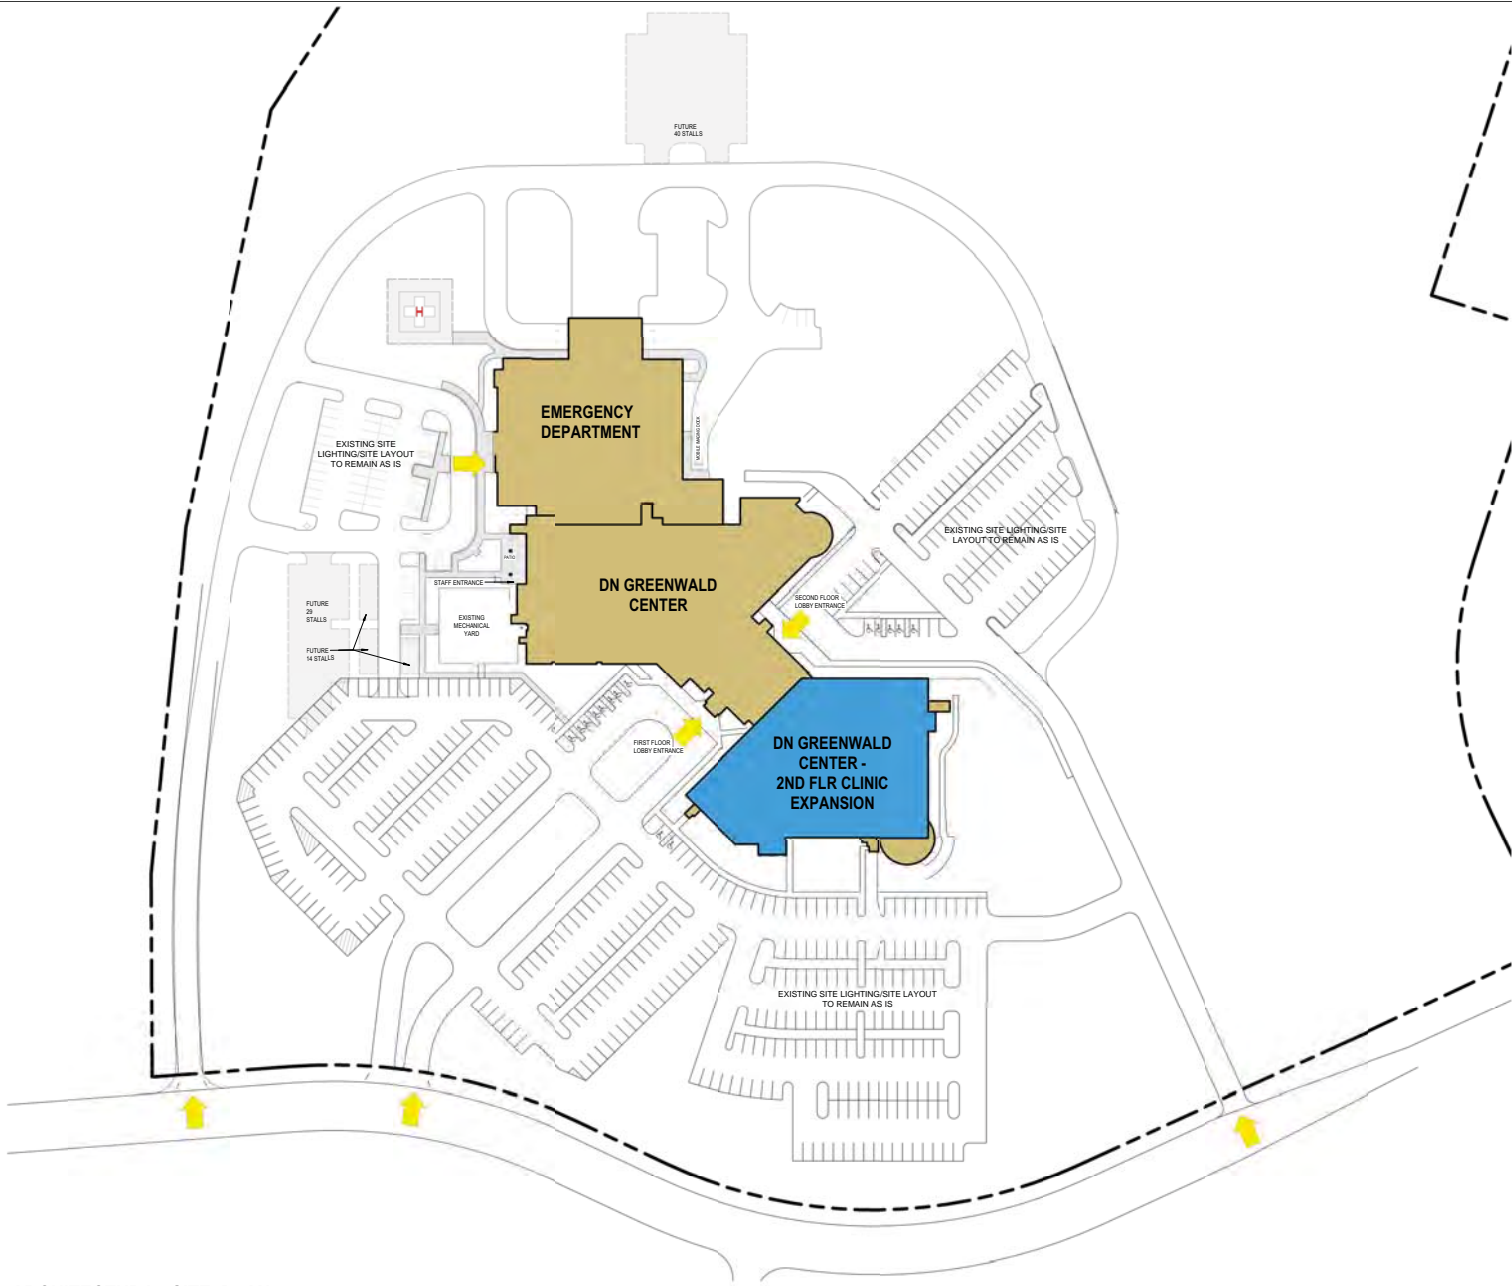 FUTURE
40 STALLS
H
EMERGENCY
DEPARTMENT
MOBILE IMAGING DOCK
EXISTING SITE
LIGHTING/SITE LAYOUT
TO REMAIN AS IS
EXISTING SITE LIGHTING/SITE
LAYOUT TO REMAIN AS IS
PATIO
STAFF ENTRANCE
DN GREENWALD
CENTER
SECOND FLOOR
LOBBY ENTRANCE
FUTURE
29
STALLS
EXISTING
MECHANICAL
YARD
FUTURE
14 STALLS
FIRST FLOOR
LOBBY ENTRANCE
DN GREENWALD
CENTER -
2ND FLR CLINIC
EXPANSION
EXISTING SITE LIGHTING/SITE LAYOUT
TO REMAIN AS IS